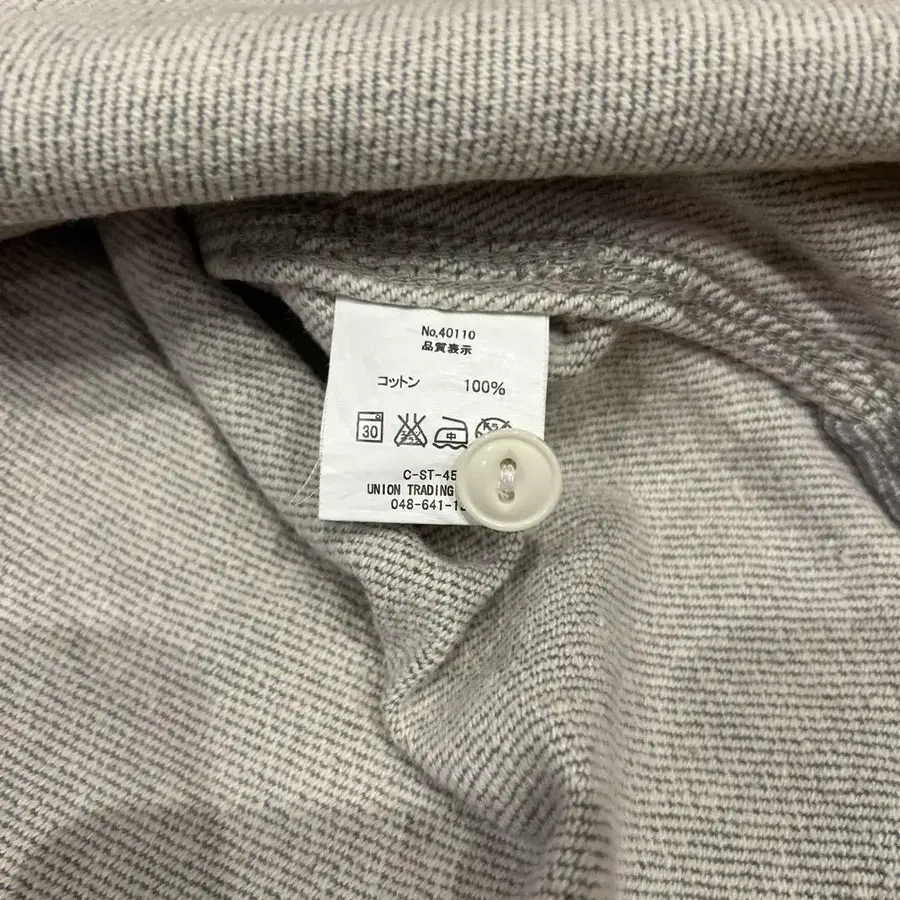 No.40110
品質表示
コットン 100%
30 中
C-ST-45
UNION TRADING
048-641-1